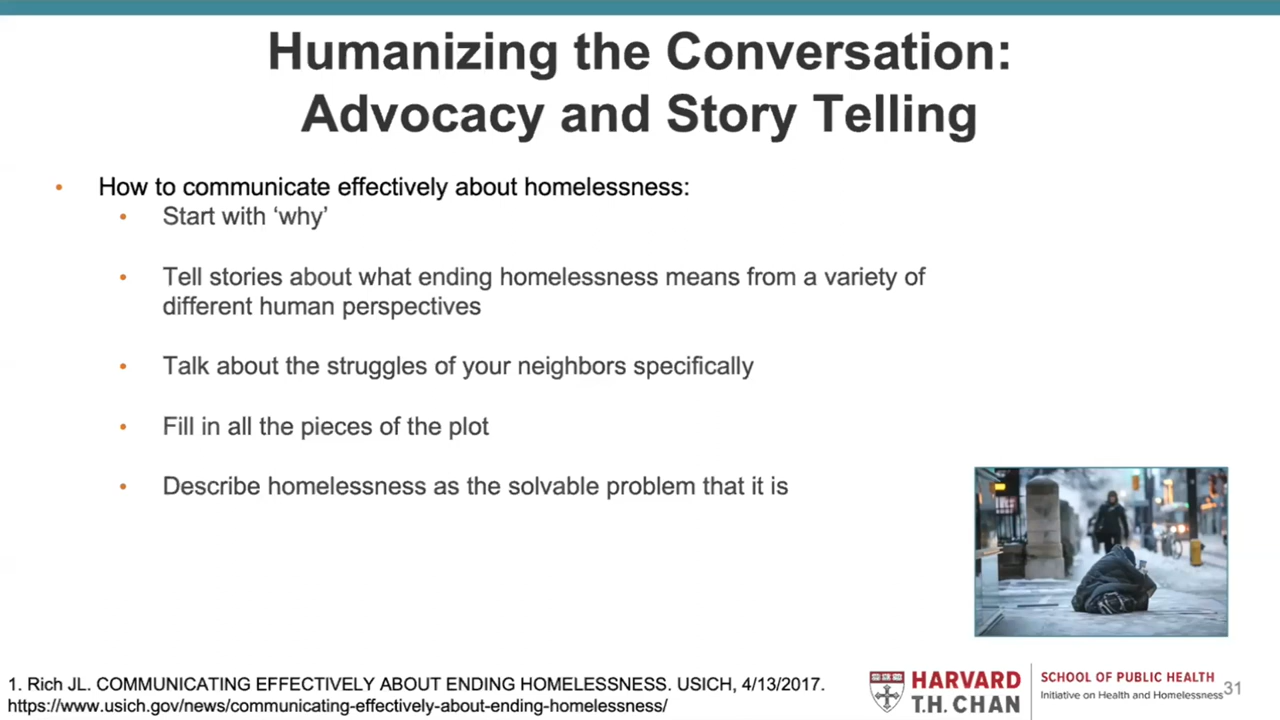 Humanizing the Conversation:
Advocacy and Story Telling
• How to communicate effectively about homelessness:
• Start with ‘why’
• Tell stories about what ending homelessness means from a variety of
different human perspectives
• Talk about the struggles of your neighbors specifically
• Fill in all the pieces of the plot
• Describe homelessness as the solvable problem that it is
1. Rich JL. COMMUNICATING EFFECTIVELY ABOUT ENDING HOMELESSNESS. USICH, 4/13/2017.
https://www.usich.gov/news/communicating-effectively-about-ending-homelessness/
HARVARD
T.H. CHAN
SCHOOL OF PUBLIC HEALTH
Initiative on Health and Homelessness
31